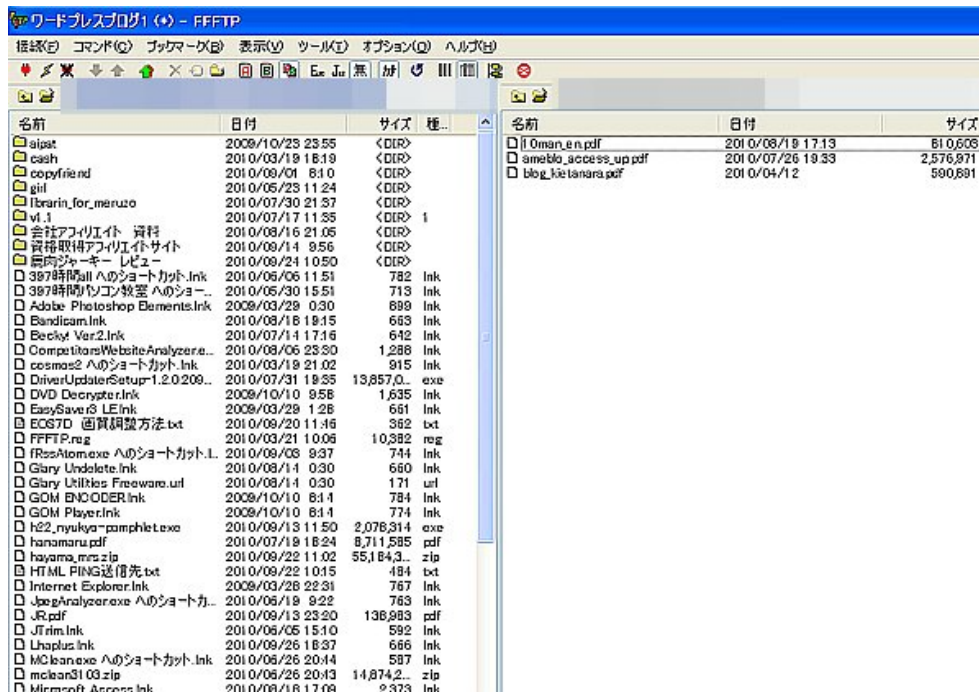 ワードプレスブログ1 (*) - FFFTP
接続(F) コマンド(C) ブックマーク(B) 表示(V) ツール(T) オプション(O) ヘルプ(H)
名前 日付 サイズ 種...
aipat 2009/10/23 23:55 <DIR>
cash 2010/03/19 18:19 <DIR>
copyfriend 2010/09/01 8:10 <DIR>
girl 2010/05/23 11:24 <DIR>
librarin_for_meruzo 2010/07/30 21:37 <DIR>
v1.1 2010/07/17 11:35 <DIR> 1
会社アフィリエイト 資料 2010/08/16 21:05 <DIR>
資格取得アフィリエイトサイト 2010/09/14 9:56 <DIR>
鹿肉ジャーキー レビュー 2010/09/24 10:50 <DIR>
397時間all へのショートカット.lnk 2010/06/06 11:51 782 lnk
397時間パソコン教室 へのショー... 2010/05/30 15:51 713 lnk
Adobe Photoshop Elements.lnk 2009/03/29 0:30 899 lnk
Bandicam.lnk 2010/08/18 19:15 663 lnk
Becky! Ver.2.lnk 2010/07/14 17:16 642 lnk
CompetitorsWebsiteAnalyzer.e... 2010/08/06 23:30 1,288 lnk
cosmos2 へのショートカット.lnk 2010/03/19 21:02 915 lnk
DriverUpdaterSetup-1.2.0.209... 2010/07/31 19:35 13,857,0... exe
DVD Decrypter.lnk 2009/10/10 9:58 1,635 lnk
EasySaver3 LE.lnk 2009/03/29 1:28 661 lnk
EOS7D 画質調整方法.txt 2010/09/20 11:46 362 txt
FFFTP.reg 2010/03/21 10:06 10,382 reg
fRssAtom.exe へのショートカット.l... 2010/09/03 9:37 744 lnk
Glary Undelete.lnk 2010/08/14 0:30 660 lnk
Glary Utilities Freeware.url 2010/08/14 0:30 171 url
GOM ENCODER.lnk 2009/10/10 8:14 784 lnk
GOM Player.lnk 2009/10/10 8:14 774 lnk
h22_nyukyo-pamphlet.exe 2010/09/13 11:50 2,078,314 exe
hanamaru.pdf 2010/07/19 18:24 8,711,585 pdf
hayama_mrs.zip 2010/09/22 11:02 55,184,3... zip
HTML PING送信先.txt 2010/09/22 10:15 484 txt
Internet Explorer.lnk 2009/03/28 22:31 767 lnk
JpegAnalyzer.exe へのショートカ... 2010/06/19 9:22 763 lnk
JR.pdf 2010/09/13 23:20 138,983 pdf
JTrim.lnk 2010/06/05 15:10 592 lnk
Lhaplus.lnk 2010/09/26 18:37 666 lnk
MClean.exe へのショートカット.lnk 2010/06/26 20:44 587 lnk
mclean3103.zip 2010/06/26 20:43 14,874,2... zip
Microsoft Access.lnk 2010/08/18 17:09 2,373 lnk
名前 日付 サイズ
10man_en.pdf 2010/08/19 17:13 810,603
ameblo_access_up.pdf 2010/07/26 19:33 2,576,971
blog_kietanara.pdf 2010/04/12 590,891